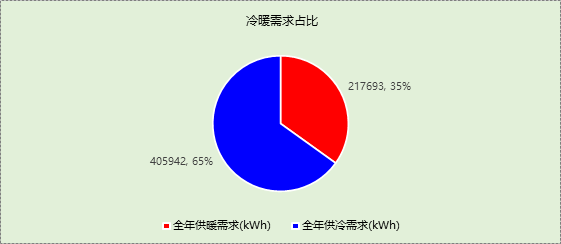 冷暖需求占比
217693, 35%
405942, 65%
全年供暖需求(kWh)
全年供冷需求(kWh)